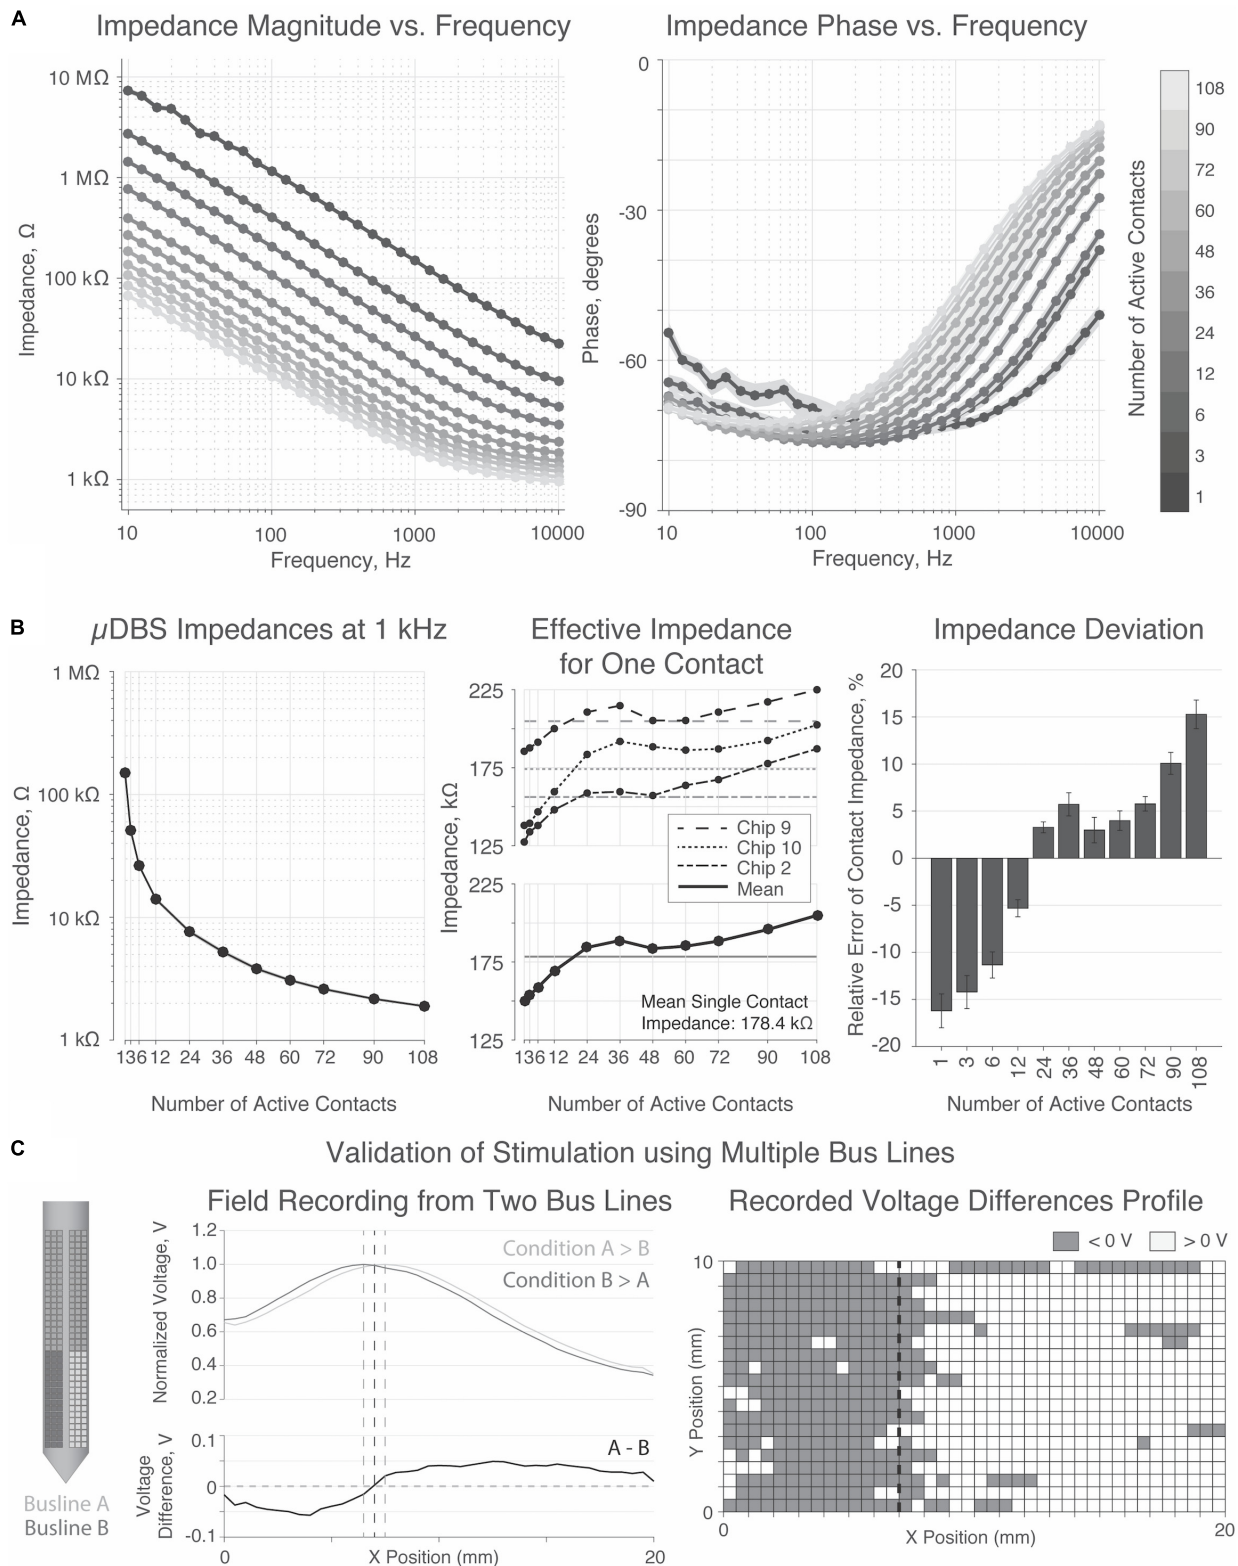 A
Impedance Magnitude vs. Frequency
10 MΩ
1 MΩ
100 kΩ
10 kΩ
1 kΩ
Impedance, Ω
10 100 1000 10000
Frequency, Hz
Impedance Phase vs. Frequency
0
-30
-60
-90
Phase, degrees
10 100 1000 10000
Frequency, Hz
Number of Active Contacts
108
90
72
60
48
36
24
12
6
3
1
B
µDBS Impedances at 1 kHz
1 MΩ
100 kΩ
10 kΩ
1 kΩ
Impedance, Ω
1 3 6 12 24 36 48 60 72 90 108
Number of Active Contacts
Effective Impedance
for One Contact
225
175
125
Impedance, kΩ
Chip 9
Chip 10
Chip 2
Mean
225
175
125
Mean Single Contact
Impedance: 178.4 kΩ
1 3 6 12 24 36 48 60 72 90 108
Number of Active Contacts
Impedance Deviation
20
15
10
5
0
-5
-10
-15
-20
Relative Error of Contact Impedance, %
1 3 6 12 24 36 48 60 72 90 108
Number of Active Contacts
C
Validation of Stimulation using Multiple Bus Lines
Busline A
Busline B
Field Recording from Two Bus Lines
1.2
1.0
0.8
0.6
0.4
0.2
Normalized Voltage, V
Condition A > B
Condition B > A
0.1
0
-0.1
Voltage
Difference, V
A - B
0 20
X Position (mm)
Recorded Voltage Differences Profile
< 0 V > 0 V
10
0
Y Position (mm)
0 20
X Position (mm)